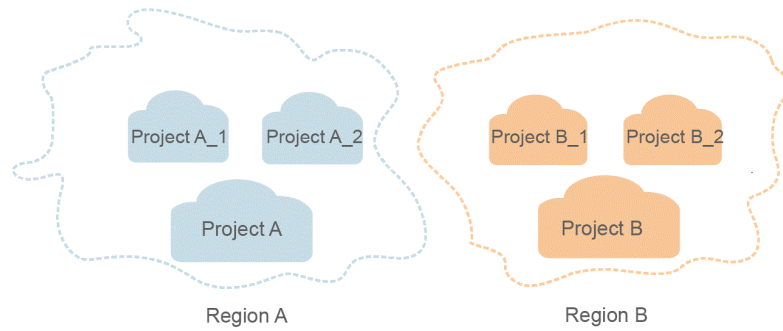 Project A_1
Project A_2
Project A
Region A
Project B_1
Project B_2
Project B
Region B